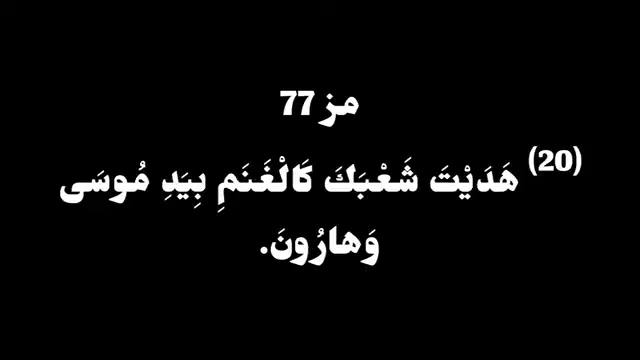 مز 77
(20) هَدَيْتَ شَعْبَكَ كَالْغَنَمِ بِيَدِ مُوسَى
وَهارُونَ.